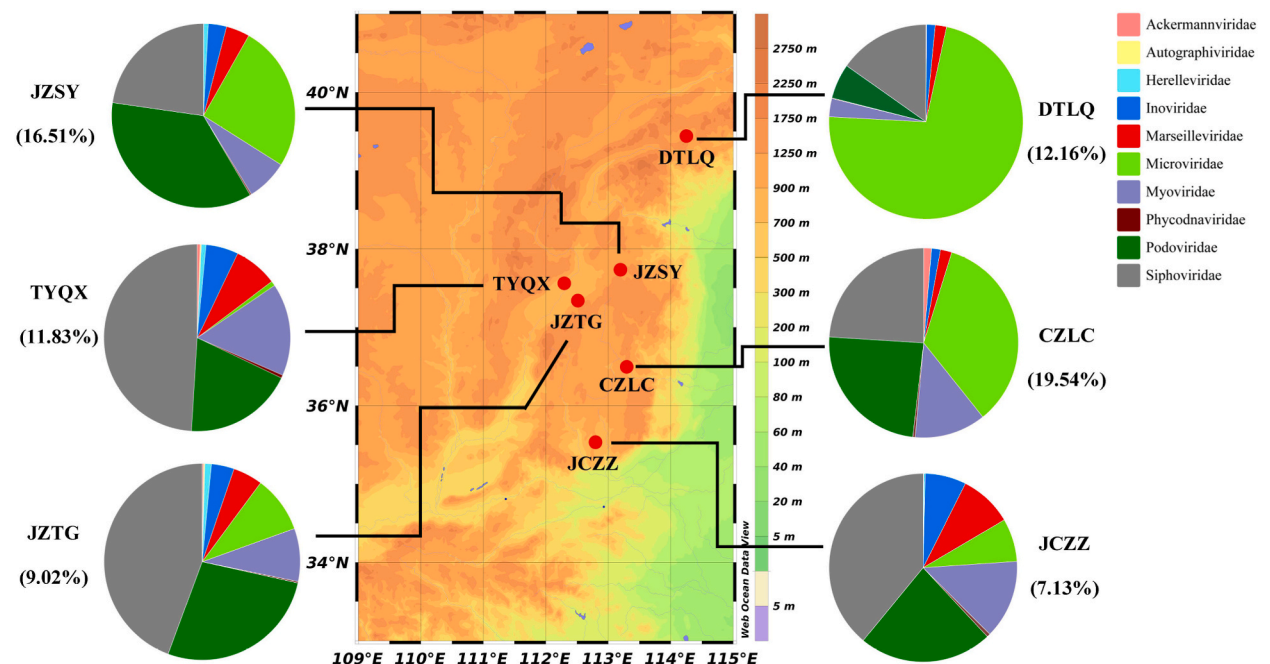 JZSY
(16.51%)
TYQX
(11.83%)
JZTG
(9.02%)
40°N
38°N
36°N
34°N
109°E 110°E 111°E 112°E 113°E 114°E 115°E
DTLQ
JZSY
TYQX
JZTG
CZLC
JCZZ
2750 m
2250 m
1750 m
1250 m
900 m
700 m
500 m
300 m
200 m
100 m
80 m
60 m
40 m
20 m
5 m
5 m
Web Ocean Data View
DTLQ
(12.16%)
CZLC
(19.54%)
JCZZ
(7.13%)
Ackermannviridae
Autographiviridae
Herelleviridae
Inoviridae
Marseilleviridae
Microviridae
Myoviridae
Phycodnaviridae
Podoviridae
Siphoviridae